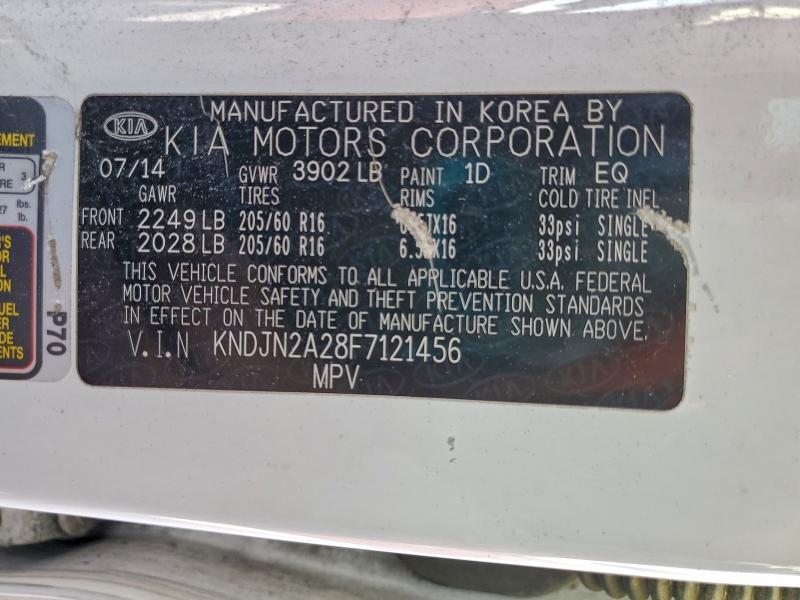 MANUFACTURED IN KOREA BY
KIA KIA MOTORS CORPORATION
07/14 GVWR 3902 LB PAINT 1D TRIM EQ
GAWR TIRES RIMS COLD TIRE INFL
FRONT 2249 LB 205/60 R16 33psi SINGLE
REAR 2028 LB 205/60 R16 33psi SINGLE
THIS VEHICLE CONFORMS TO ALL APPLICABLE U.S.A. FEDERAL
MOTOR VEHICLE SAFETY AND THEFT PREVENTION STANDARDS
IN EFFECT ON THE DATE OF MANUFACTURE SHOWN ABOVE.
V.I.N KNDJN2A28F7121456
MPV
P70